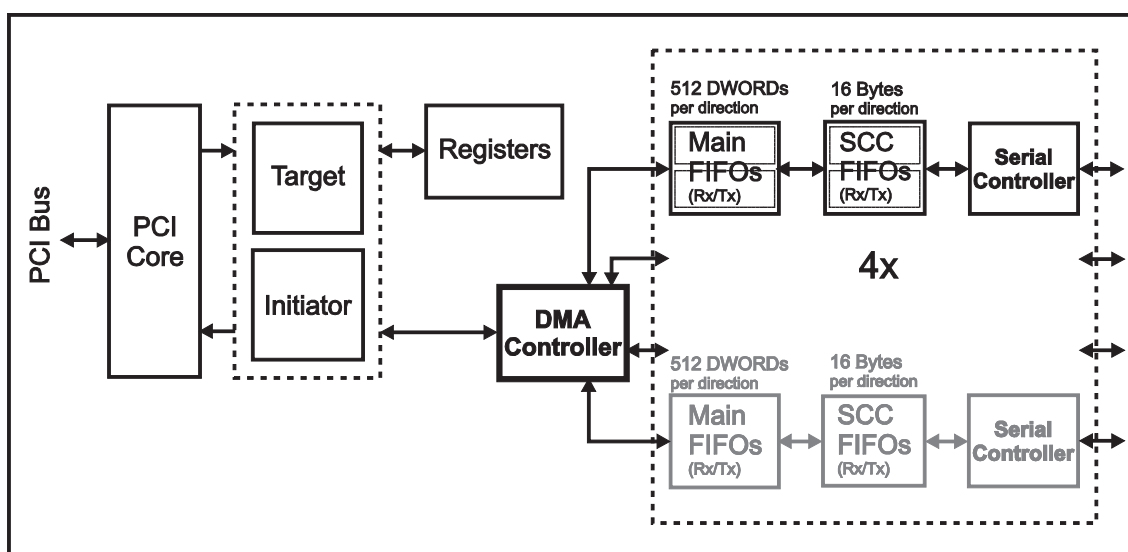 PCI Bus
PCI
Core
Target
Initiator
Registers
DMA
Controller
512 DWORDs
per direction
Main
FIFOs
(Rx/Tx)
16 Bytes
per direction
SCC
FIFOs
(Rx/Tx)
Serial
Controller
4x
512 DWORDs
per direction
Main
FIFOs
(Rx/Tx)
16 Bytes
per direction
SCC
FIFOs
(Rx/Tx)
Serial
Controller